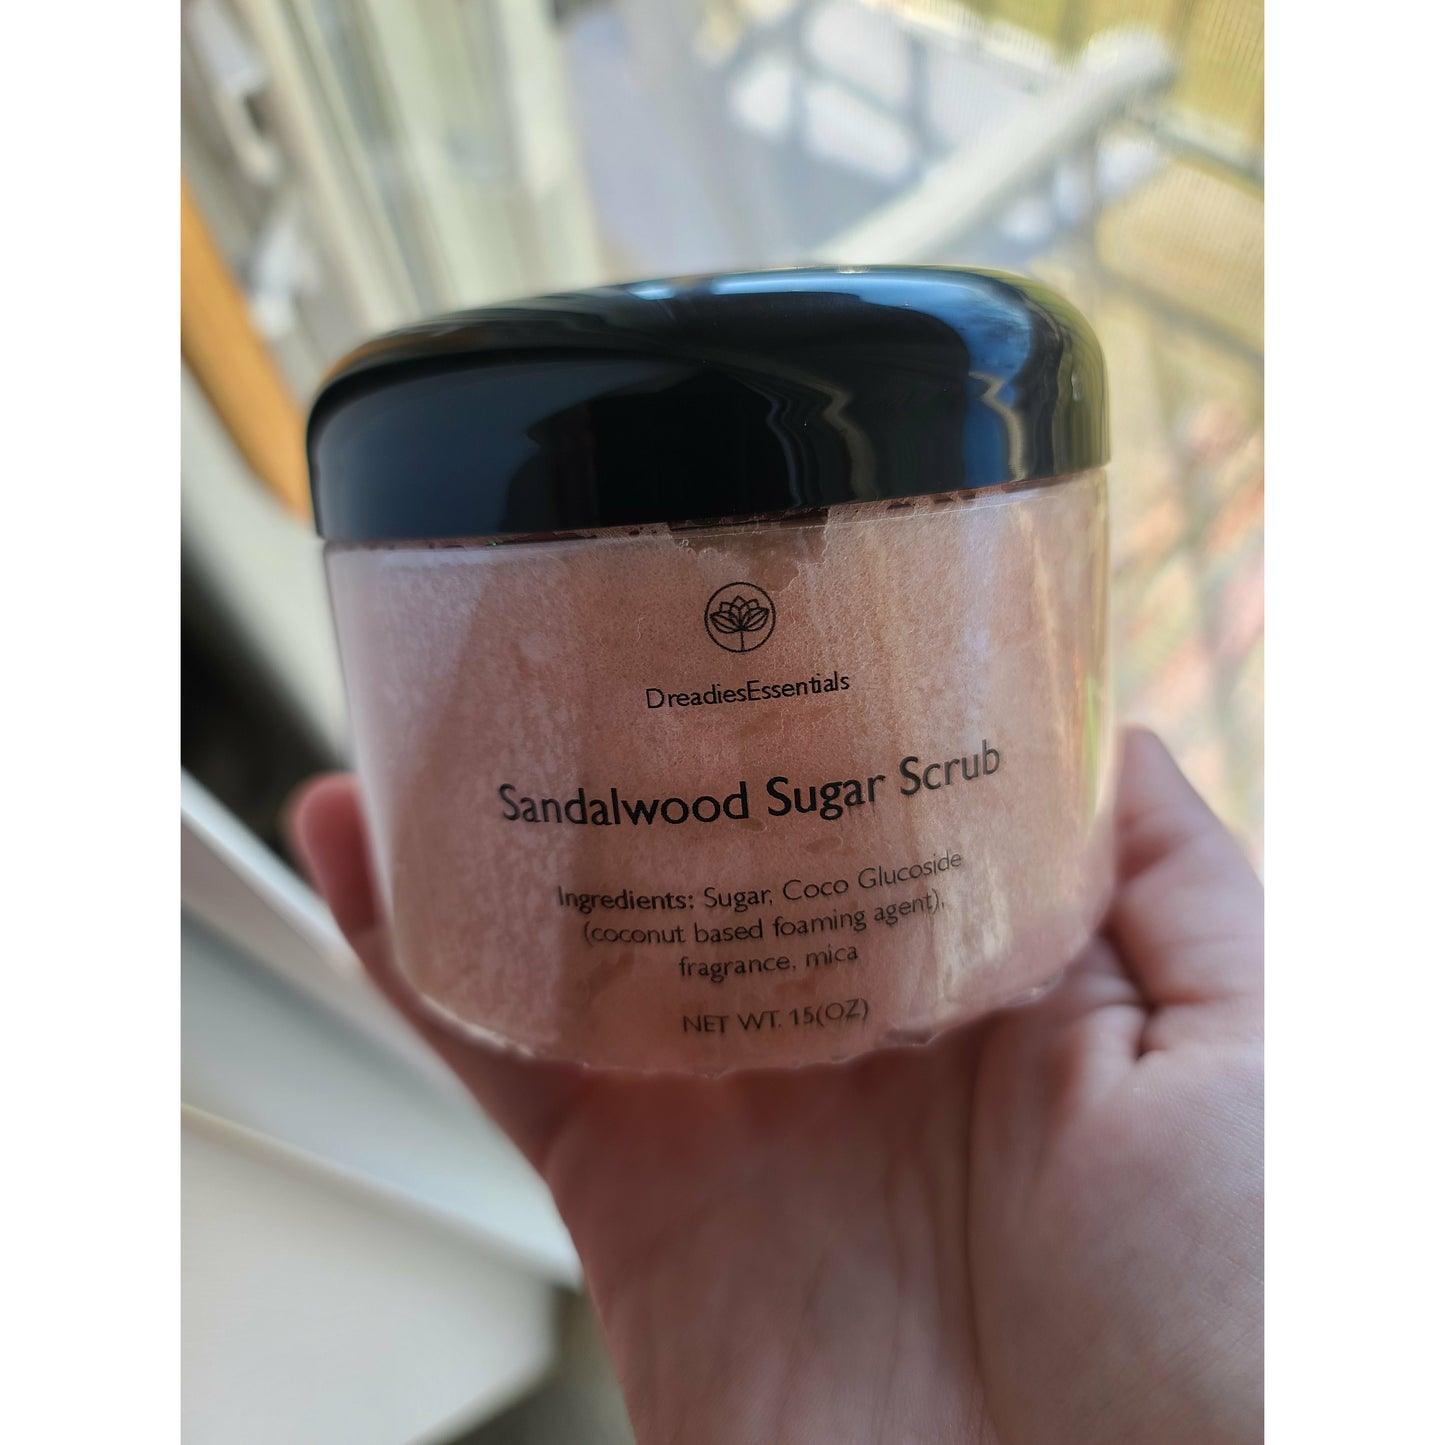 DreadiesEssentials
Sandalwood Sugar Scrub
Ingredients: Sugar, Coco Glucoside
(coconut based foaming agent),
fragrance, mica
NET WT. 15(OZ)